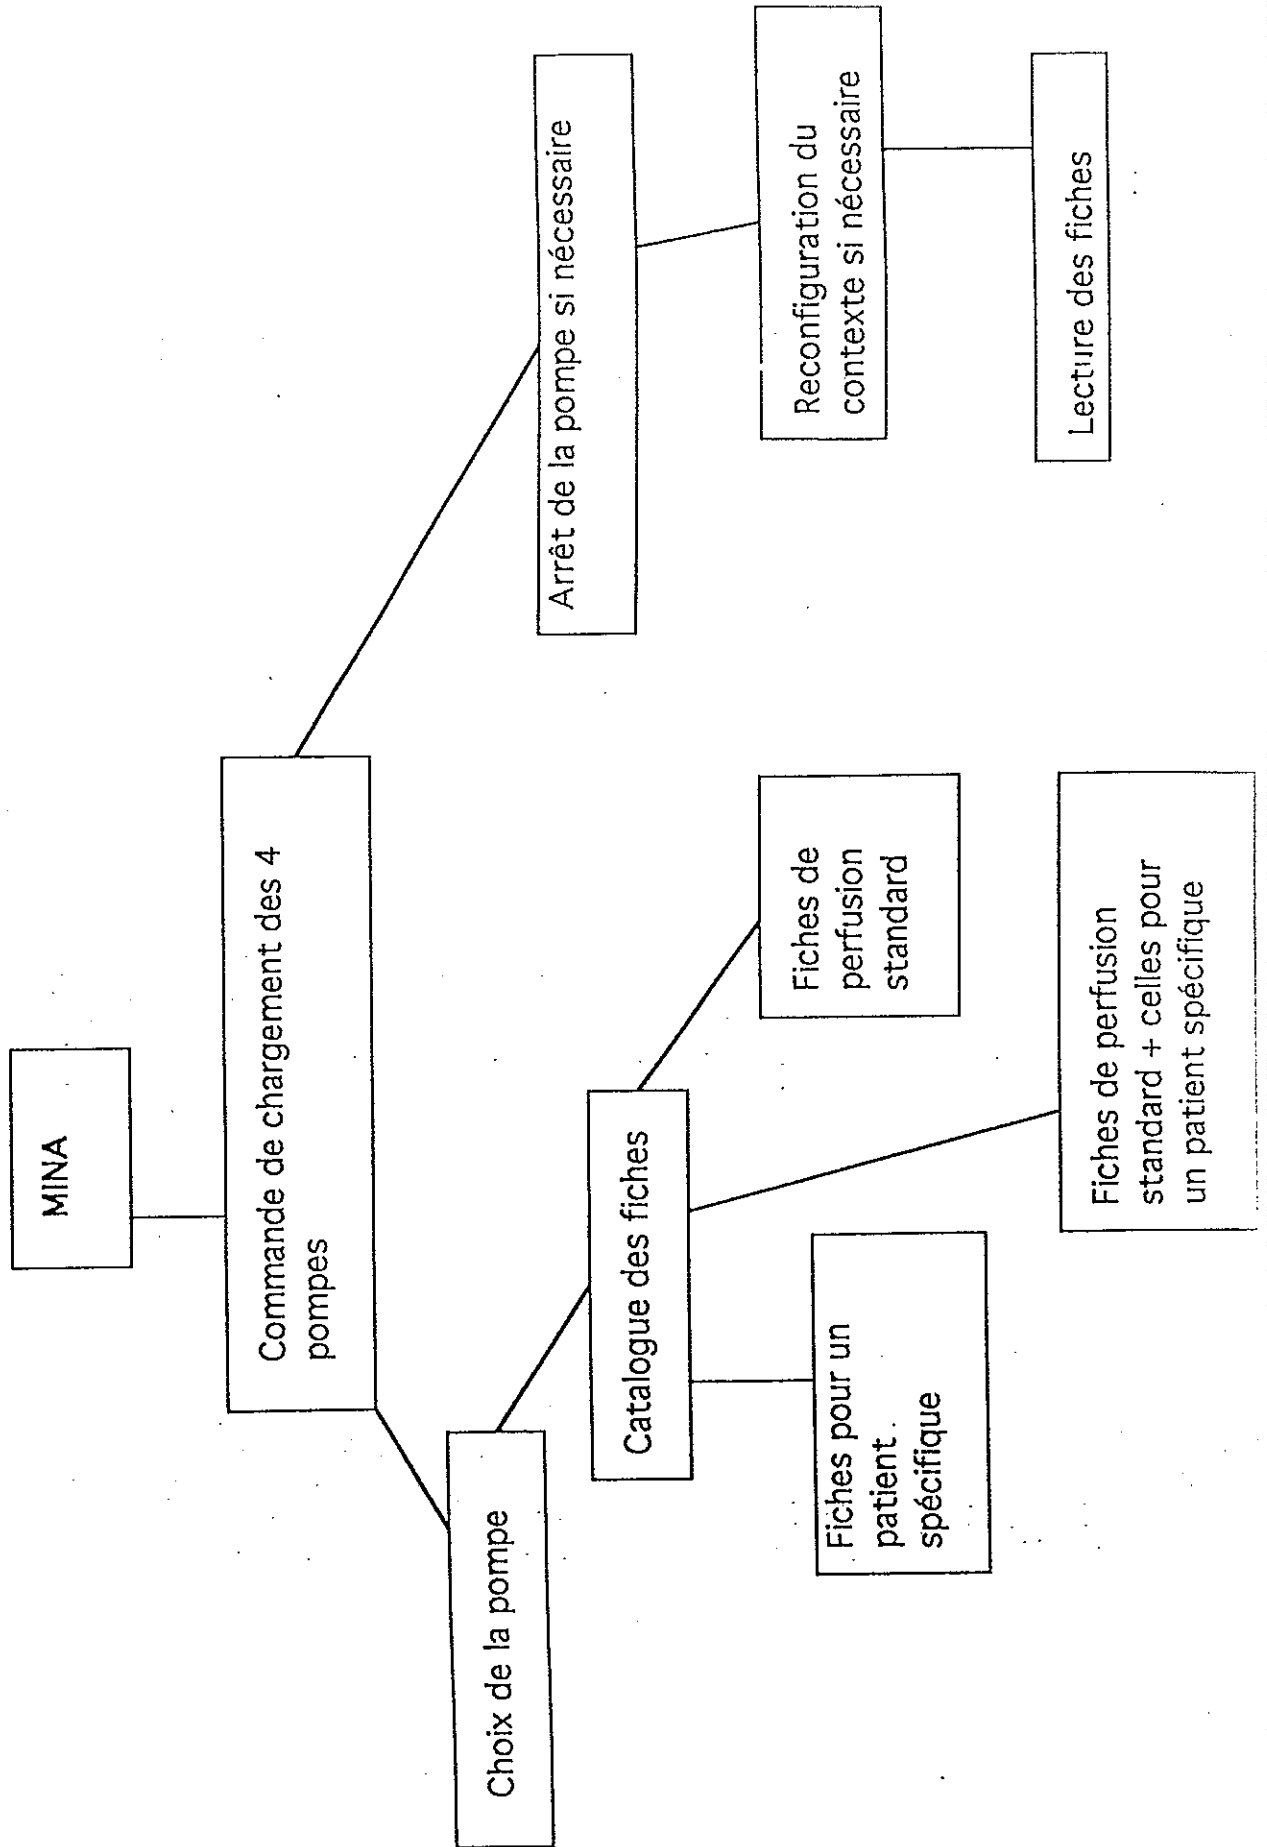 MINA
Commande de chargement des 4
pompes
Choix de la pompe
Arrêt de la pompe si nécessaire
Catalogue des fiches
Reconfiguration du
contexte si nécessaire
Fiches pour un
patient
spécifique
Fiches de
perfusion
standard
Lecture des fiches
Fiches de perfusion
standard + celles pour
un patient spécifique